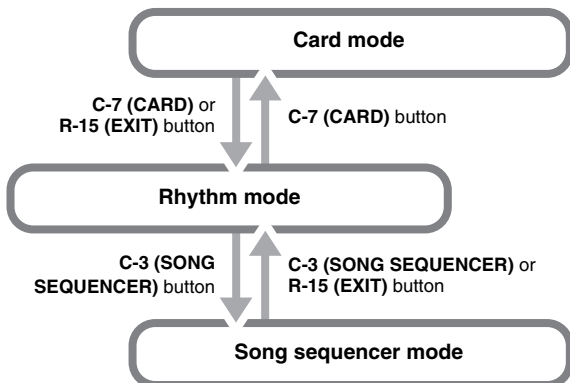 Card mode
C-7 (CARD) or
R-15 (EXIT) button
C-7 (CARD) button
Rhythm mode
C-3 (SONG
SEQUENCER) button
C-3 (SONG SEQUENCER) or
R-15 (EXIT) button
Song sequencer mode